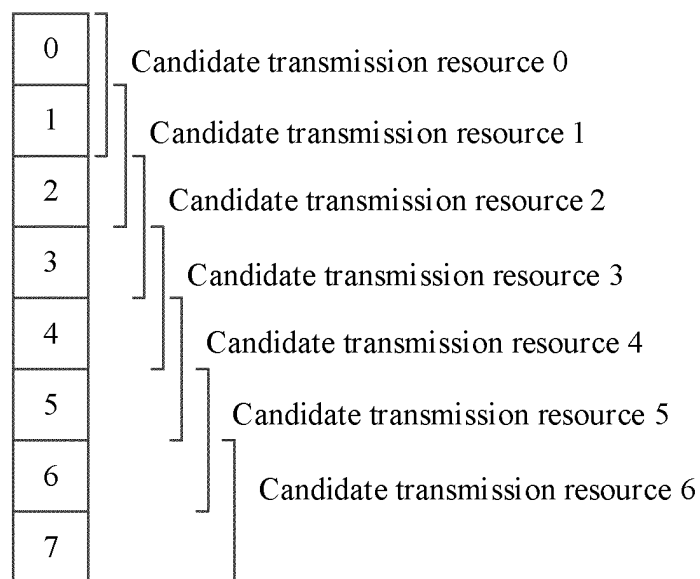 0
Candidate transmission resource 0
1
Candidate transmission resource 1
2
Candidate transmission resource 2
3
Candidate transmission resource 3
4
Candidate transmission resource 4
5
Candidate transmission resource 5
6
Candidate transmission resource 6
7